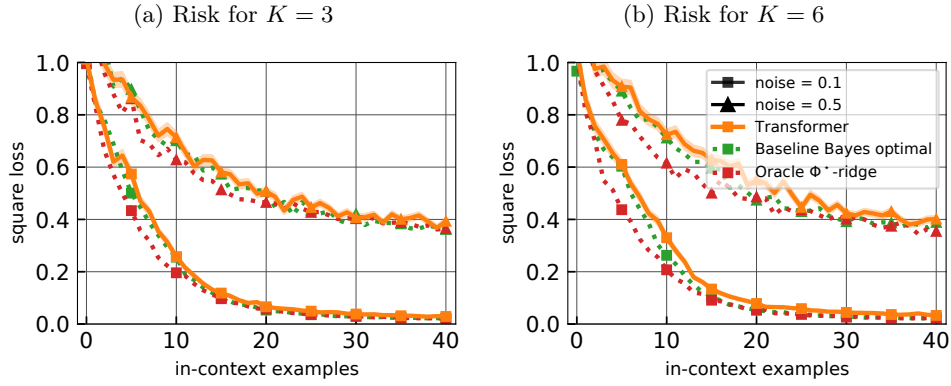 (a) Risk for K = 3
1.0
0.8
0.6
0.4
0.2
0.0
square loss
0 10 20 30 40
in-context examples
(b) Risk for K = 6
1.0
0.8
0.6
0.4
0.2
0.0
square loss
noise = 0.1
noise = 0.5
Transformer
Baseline Bayes optimal
Oracle Φ*-ridge
0 10 20 30 40
in-context examples